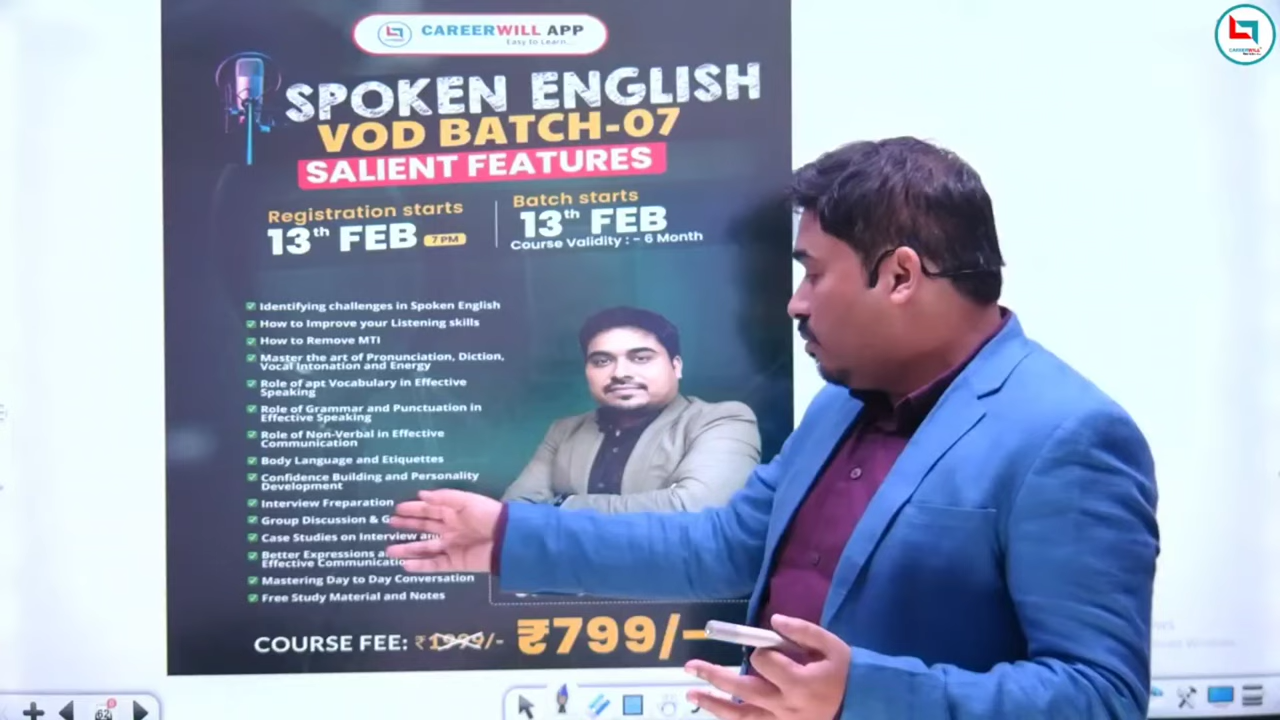 CAREERWILL APP
Easy to Learn...
SPOKEN ENGLISH
VOD BATCH-07
SALIENT FEATURES
Registration starts
13th FEB 7 PM
Batch starts
13th FEB
Course Validity : - 6 Month
Identifying challenges in Spoken English
How to Improve your Listening skills
How to Remove MTI
Master the art of Pronunciation, Diction,
Vocal Intonation and Energy
Role of apt Vocabulary in Effective
Speaking
Role of Grammar and Punctuation in
Effective Speaking
Role of Non-Verbal in Effective
Communication
Body Language and Etiquettes
Confidence Building and Personality
Development
Interview Freparation
Group Discussion &
Case Studies on Interview
Better Expressions
Effective
Mastering Day to Day Conversation
Free Study Material and Notes
COURSE FEE: ₹1999/- ₹799/-
CAREERWILL
62